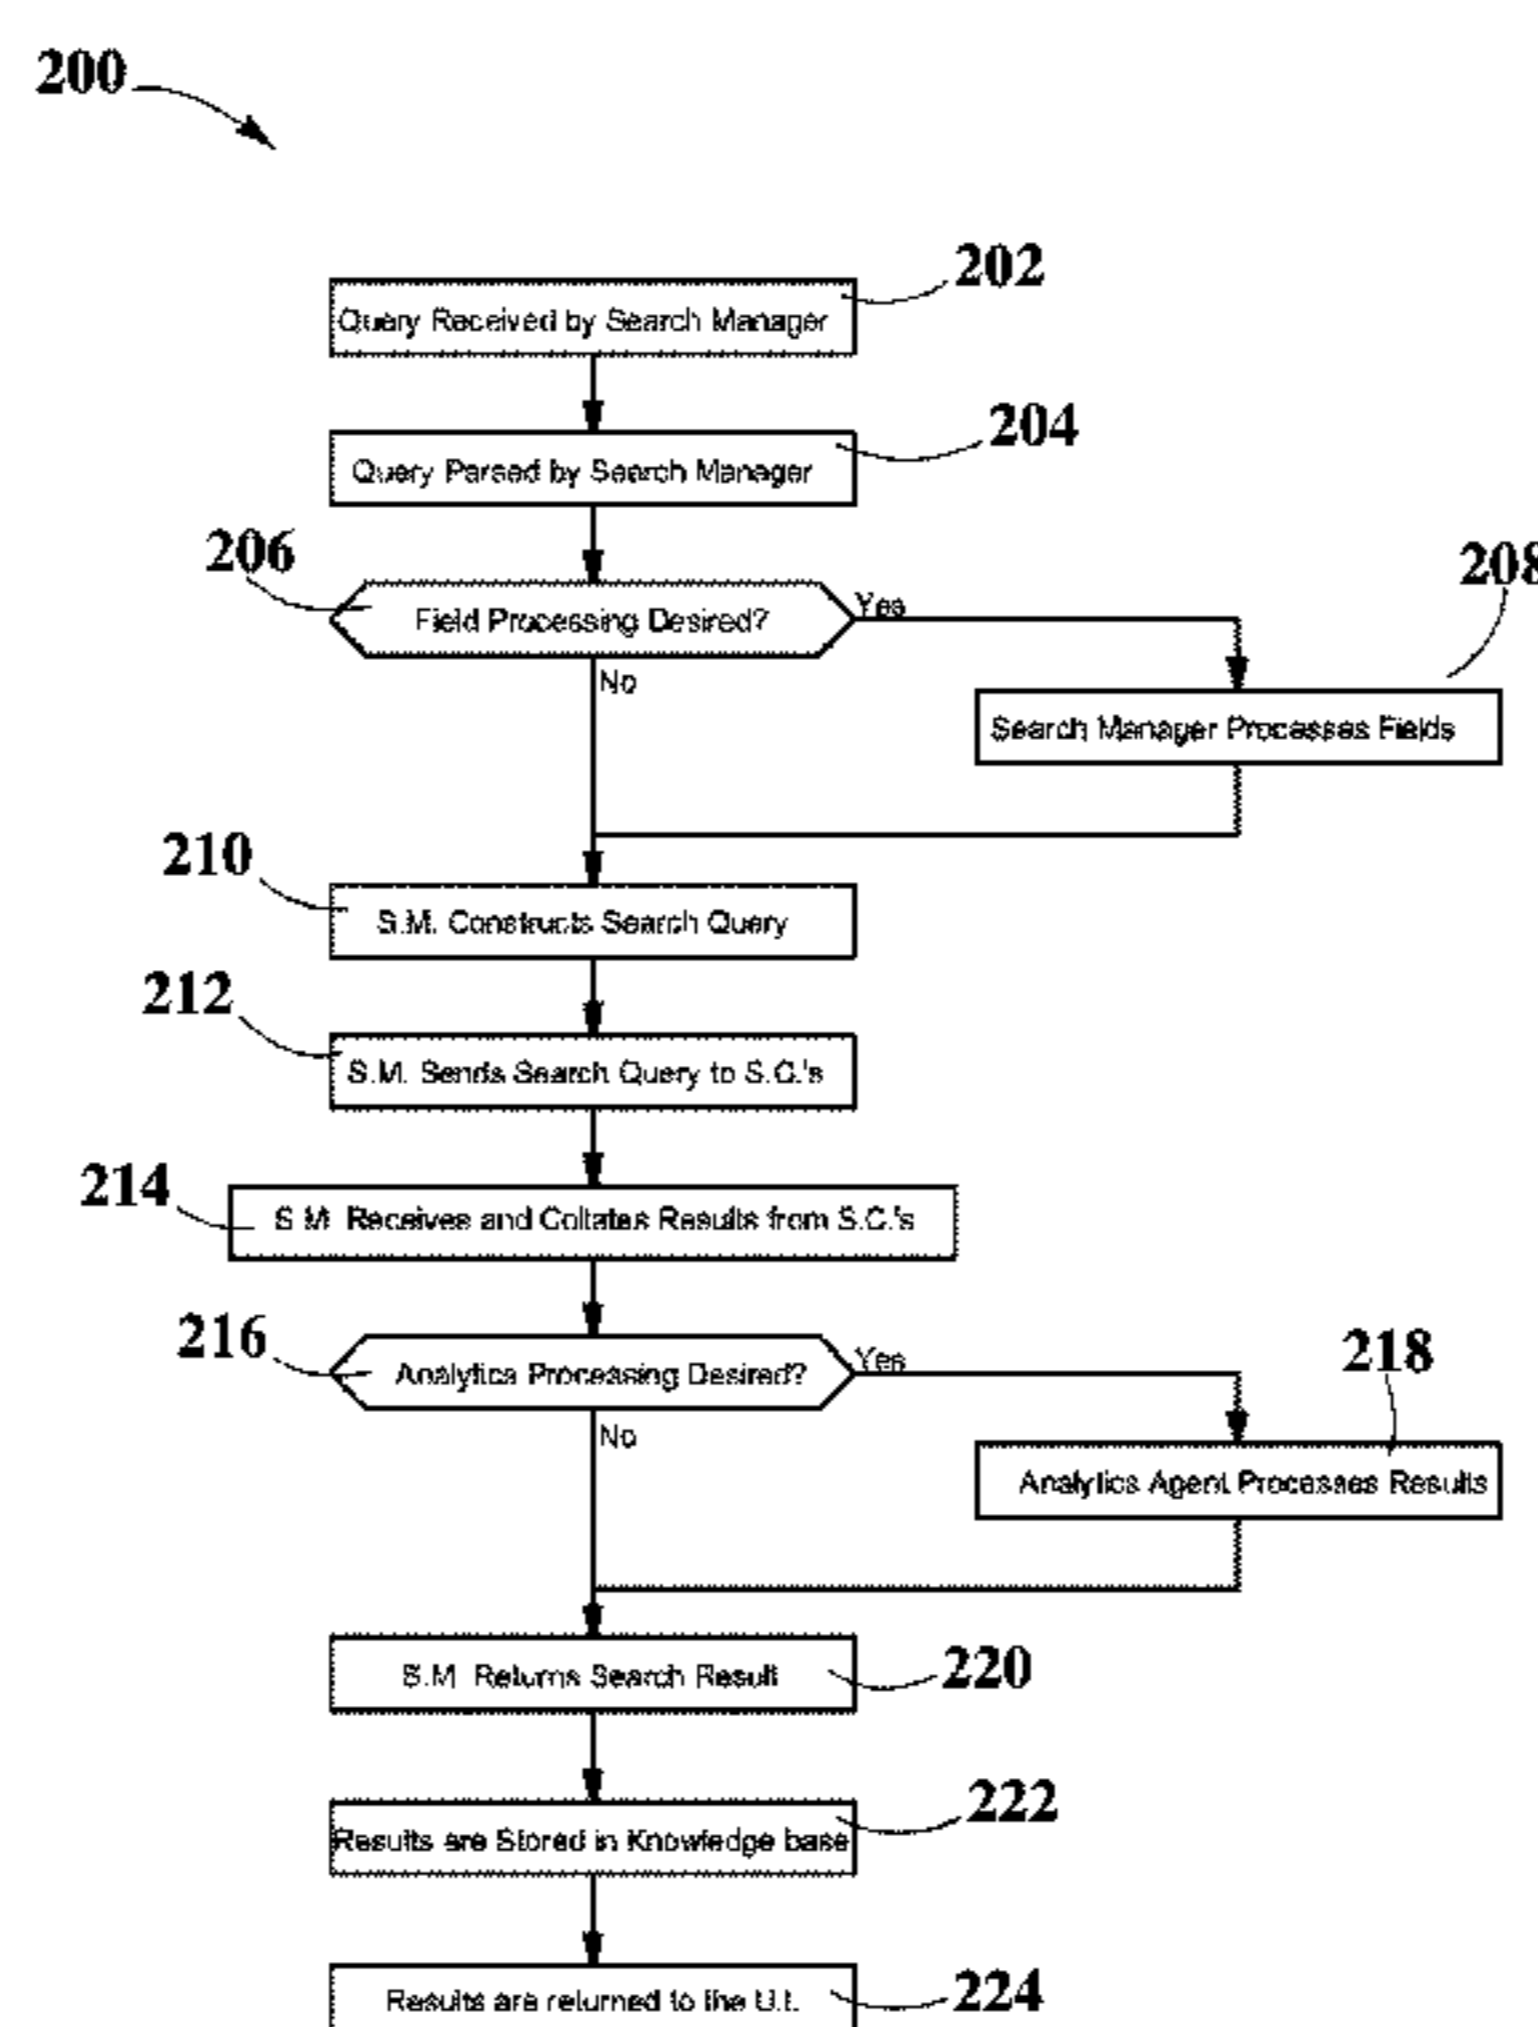 200
202
Query Received by Search Manager
204
Query Parsed by Search Manager
206
208
Field Processing Desired?
Yes
No
Search Manager Processes Fields
210
S.M. Constructs Search Query
212
S.M. Sends Search Query to S.C.'s
214
S.M. Receives and Collates Results from S.C.'s
216
218
Analytics Processing Desired?
Yes
No
Analytics Agent Processes Results
220
S.M. Returns Search Result
222
Results are Stored in Knowledge base
224
Results are returned to the U.I.